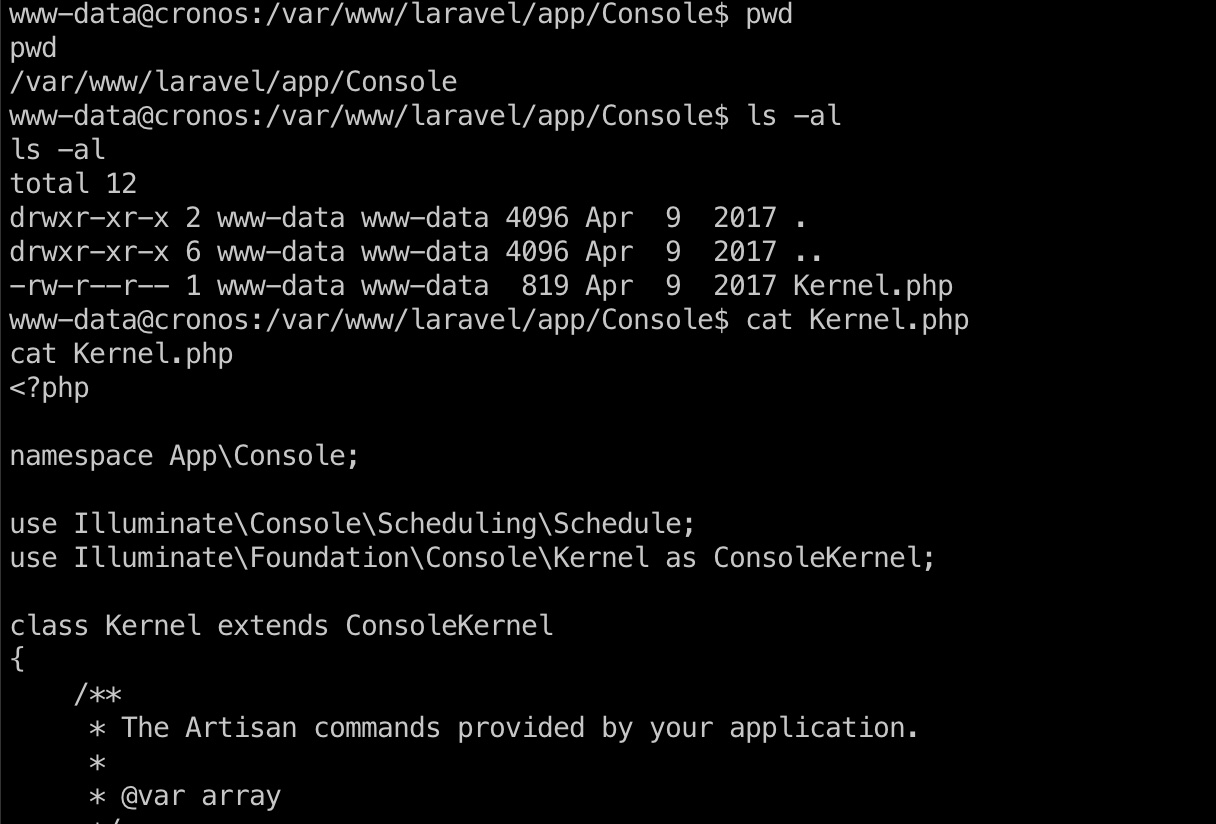 www-data@cronos:/var/www/laravel/app/Console$ pwd
pwd
/var/www/laravel/app/Console
www-data@cronos:/var/www/laravel/app/Console$ ls -al
ls -al
total 12
drwxr-xr-x 2 www-data www-data 4096 Apr  9  2017 .
drwxr-xr-x 6 www-data www-data 4096 Apr  9  2017 ..
-rw-r--r-- 1 www-data www-data  819 Apr  9  2017 Kernel.php
www-data@cronos:/var/www/laravel/app/Console$ cat Kernel.php
cat Kernel.php
<?php

namespace App\Console;

use Illuminate\Console\Scheduling\Schedule;
use Illuminate\Foundation\Console\Kernel as ConsoleKernel;

class Kernel extends ConsoleKernel
{
    /**
     * The Artisan commands provided by your application.
     *
     * @var array